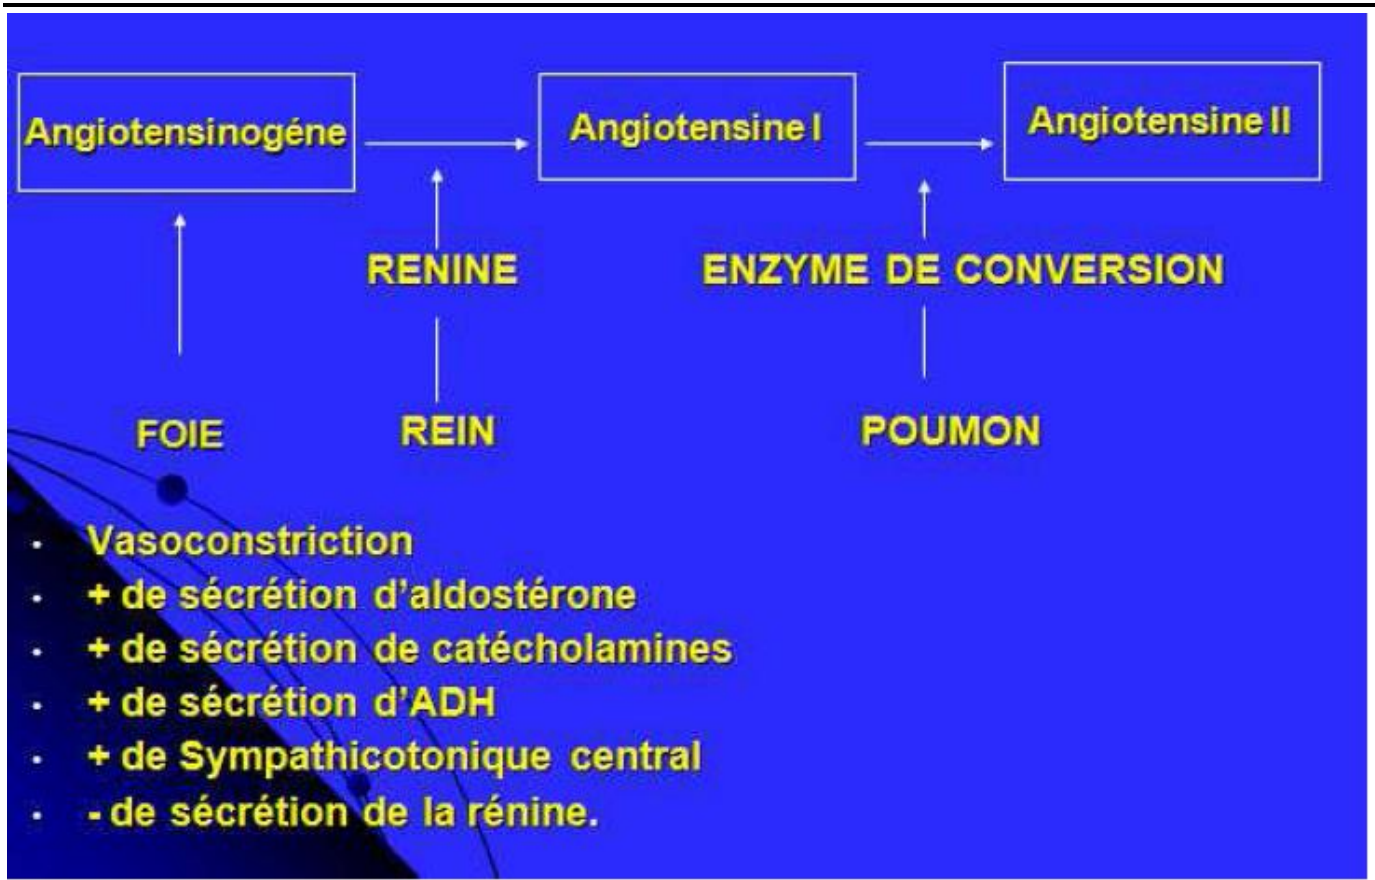 Angiotensinogéne
Angiotensine I
Angiotensine II
RENINE
ENZYME DE CONVERSION
FOIE
REIN
POUMON
• Vasoconstriction
• + de sécrétion d’aldostérone
• + de sécrétion de catécholamines
• + de sécrétion d’ADH
• + de Sympathicotonique central
• - de sécrétion de la rénine.